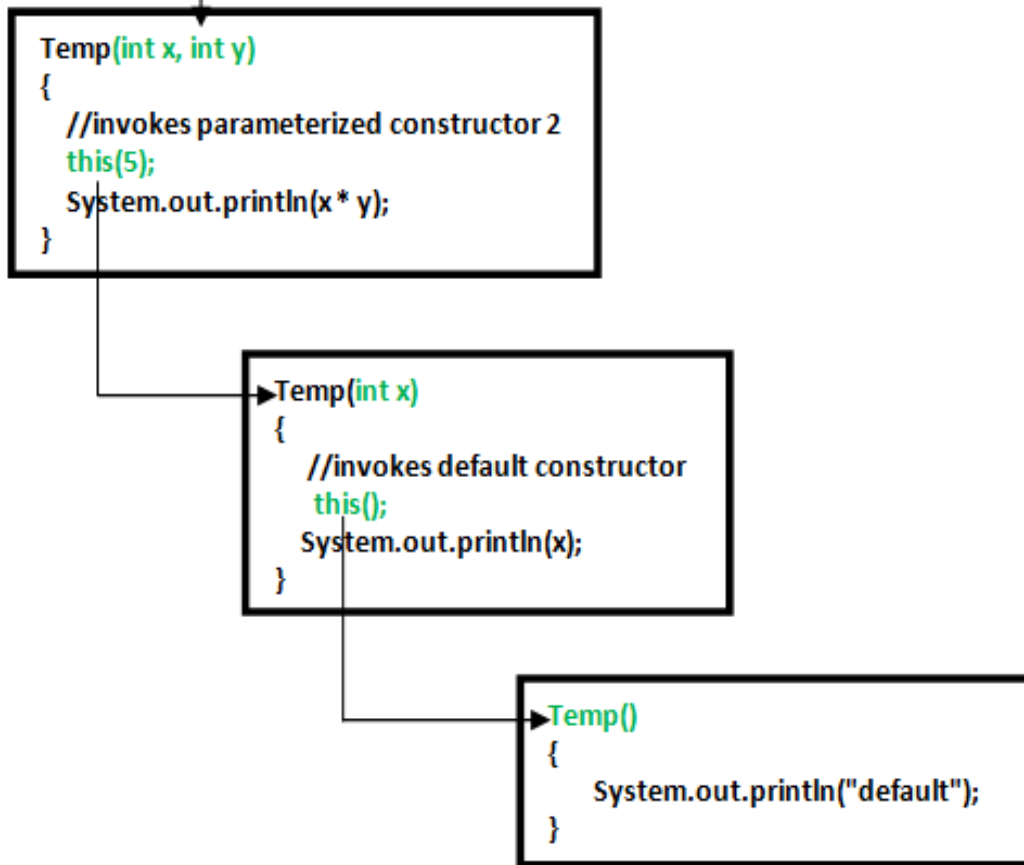 Temp(int x, int y)
{
//invokes parameterized constructor 2
this(5);
System.out.println(x * y);
}
Temp(int x)
{
//invokes default constructor
this();
System.out.println(x);
}
Temp()
{
System.out.println("default");
}